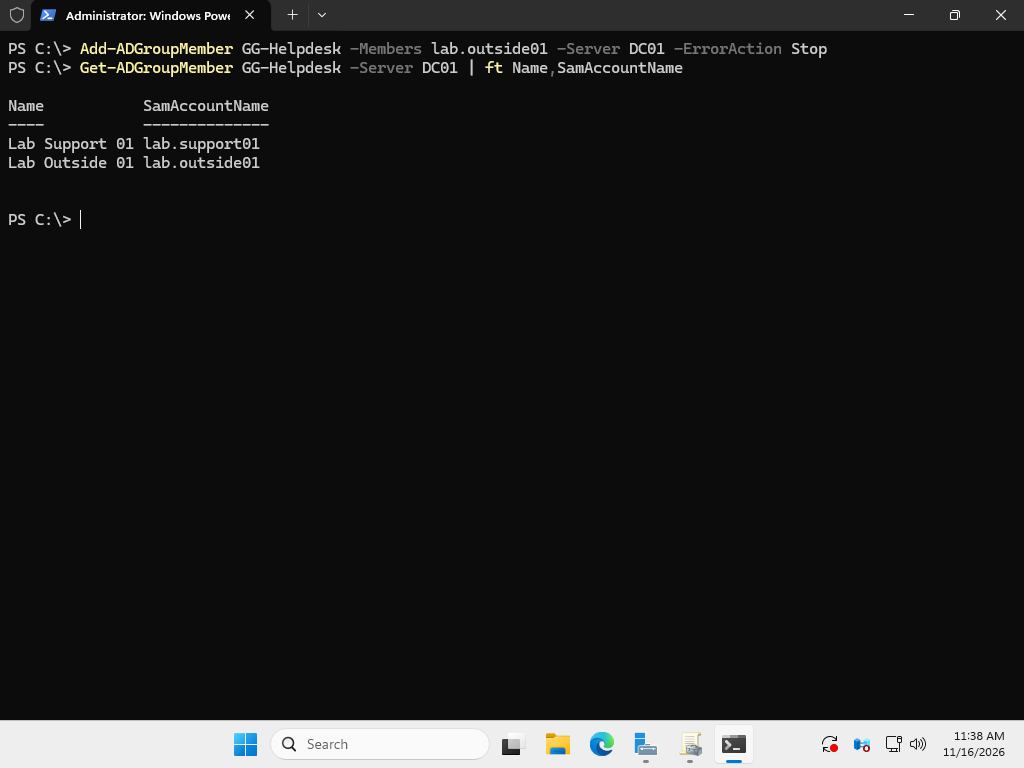 Administrator: Windows Powe
PS C:\> Add-ADGroupMember GG-Helpdesk -Members lab.outside01 -Server DC01 -ErrorAction Stop
PS C:\> Get-ADGroupMember GG-Helpdesk -Server DC01 | ft Name,SamAccountName
Name SamAccountName
---- --------------
Lab Support 01 lab.support01
Lab Outside 01 lab.outside01
PS C:\>
Search
11:38 AM
11/16/2026